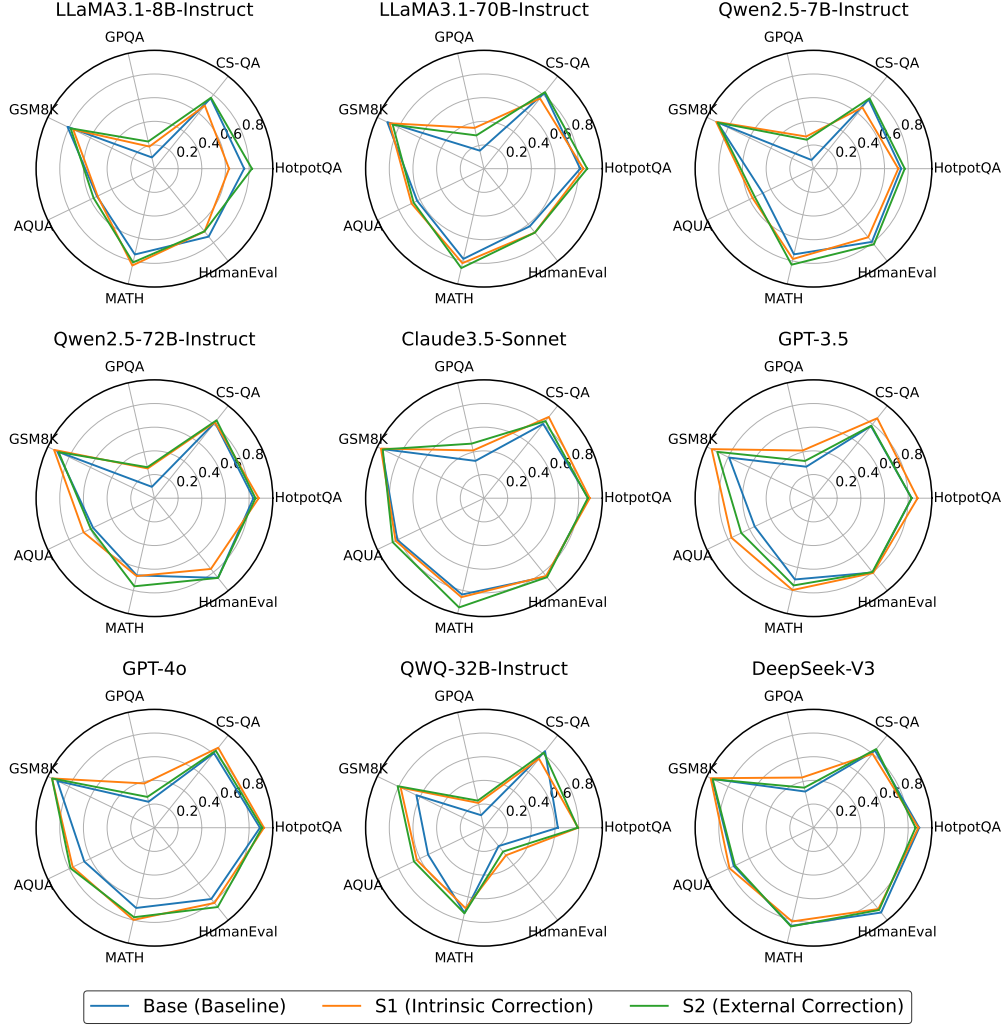 LLaMA3.1-8B-Instruct
GPQA
CS-QA
GSM8K
0.8
0.6
0.4
0.2
HotpotQA
AQUA
HumanEval
MATH
LLaMA3.1-70B-Instruct
GPQA
CS-QA
GSM8K
0.8
0.6
0.4
0.2
HotpotQA
AQUA
HumanEval
MATH
Qwen2.5-7B-Instruct
GPQA
CS-QA
GSM8K
0.8
0.6
0.4
0.2
HotpotQA
AQUA
HumanEval
MATH
Qwen2.5-72B-Instruct
GPQA
CS-QA
GSM8K
0.8
0.6
0.4
0.2
HotpotQA
AQUA
HumanEval
MATH
Claude3.5-Sonnet
GPQA
CS-QA
GSM8K
0.8
0.6
0.4
0.2
HotpotQA
AQUA
HumanEval
MATH
GPT-3.5
GPQA
CS-QA
GSM8K
0.8
0.6
0.4
0.2
HotpotQA
AQUA
HumanEval
MATH
GPT-4o
GPQA
CS-QA
GSM8K
0.8
0.6
0.4
0.2
HotpotQA
AQUA
HumanEval
MATH
QWQ-32B-Instruct
GPQA
CS-QA
GSM8K
0.8
0.6
0.4
0.2
HotpotQA
AQUA
HumanEval
MATH
DeepSeek-V3
GPQA
CS-QA
GSM8K
0.8
0.6
0.4
0.2
HotpotQA
AQUA
HumanEval
MATH
Base (Baseline)
S1 (Intrinsic Correction)
S2 (External Correction)